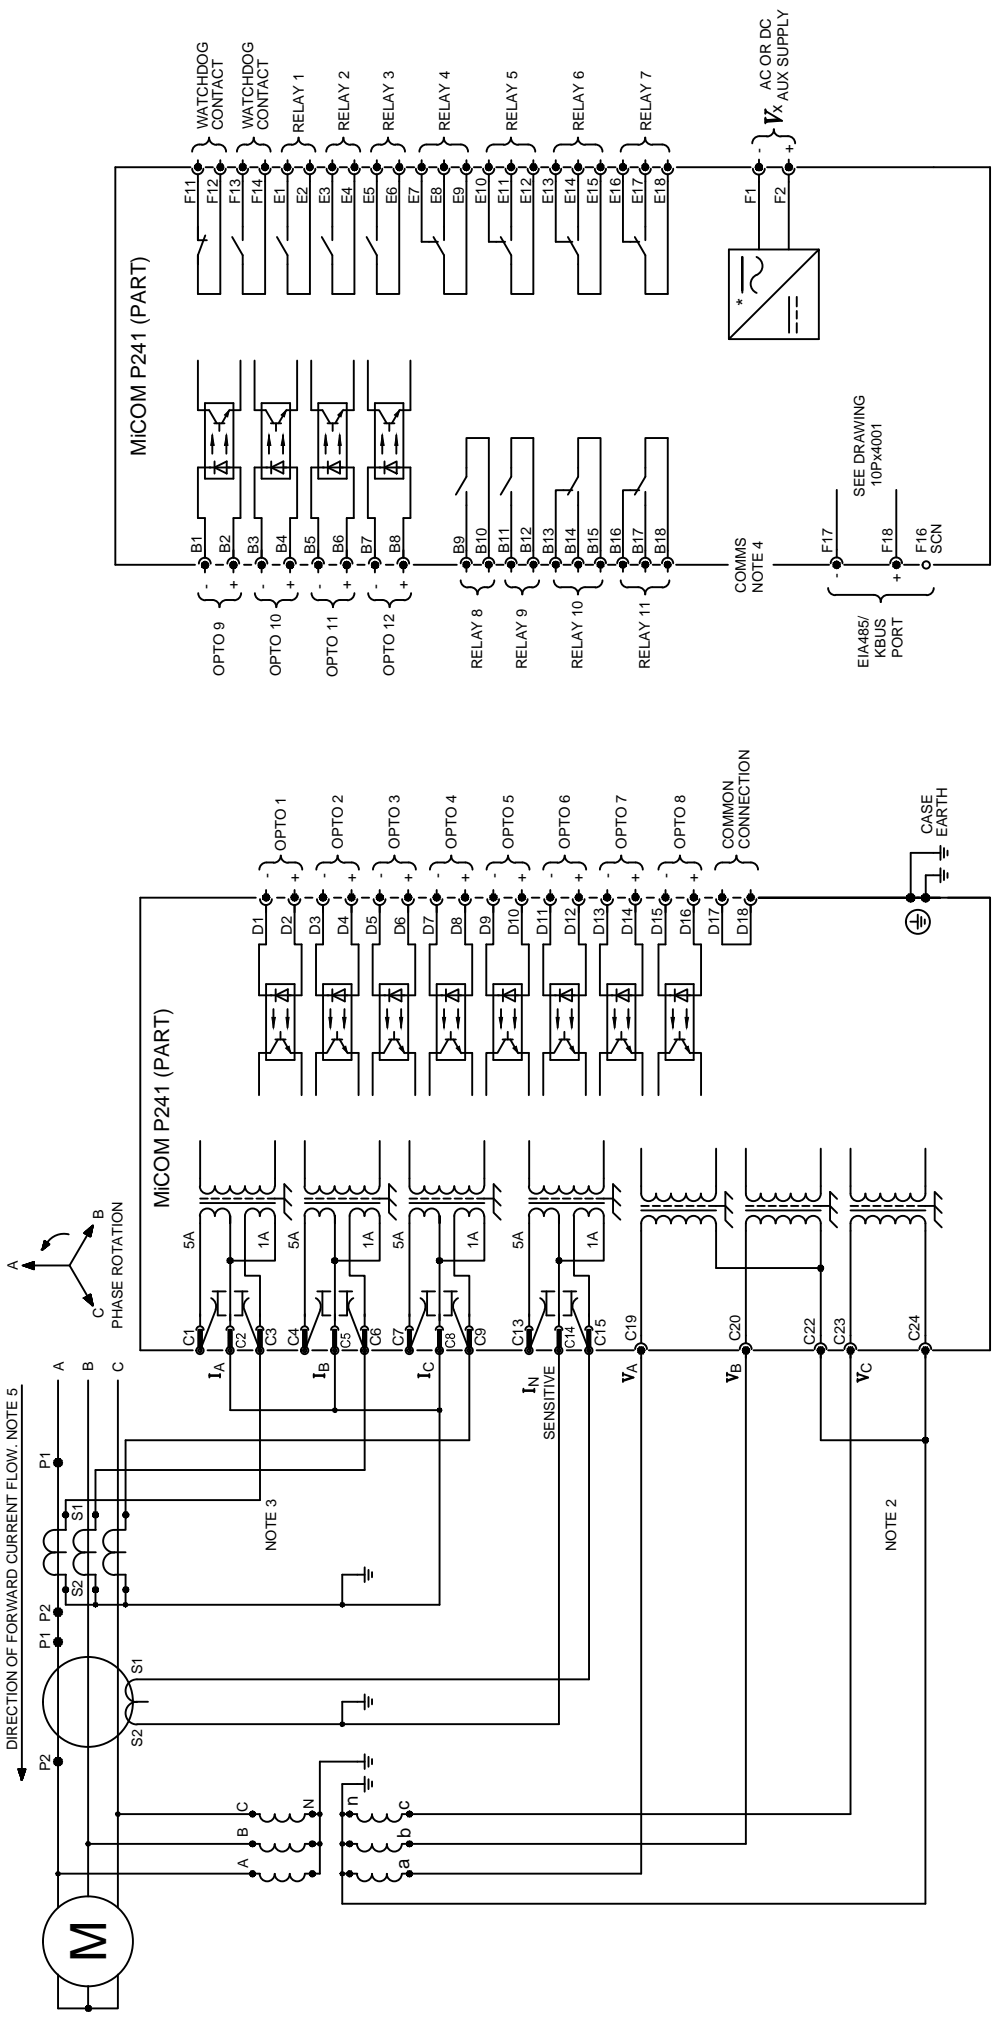 DIRECTION OF FORWARD CURRENT FLOW. NOTE 5
A
B
C
PHASE ROTATION
A
B
C
P2
P1
P2
P1
S2
S1
S2
S1
M
A
B
C
N
n
a
b
c
NOTE 3
NOTE 2
MiCOM P241 (PART)
C1
C2
C3
C4
C5
C6
C7
C8
C9
C13
C14
C15
C19
C20
C22
C23
C24
IA
IB
IC
IN
SENSITIVE
VA
VB
VC
5A
1A
5A
1A
5A
1A
5A
1A
D1
D2
D3
D4
D5
D6
D7
D8
D9
D10
D11
D12
D13
D14
D15
D16
D17
D18
-
+
-
+
-
+
-
+
-
+
-
+
-
+
-
+
OPTO 1
OPTO 2
OPTO 3
OPTO 4
OPTO 5
OPTO 6
OPTO 7
OPTO 8
COMMON
CONNECTION
CASE
EARTH
MiCOM P241 (PART)
OPTO 9
OPTO 10
OPTO 11
OPTO 12
-
+
-
+
-
+
-
+
B1
B2
B3
B4
B5
B6
B7
B8
B9
B10
B11
B12
B13
B14
B15
B16
B17
B18
RELAY 8
RELAY 9
RELAY 10
RELAY 11
COMMS
NOTE 4
EIA485/
KBUS
PORT
-
+
F17
F18
F16
SCN
SEE DRAWING
10Px4001
*
F11
F12
F13
F14
E1
E2
E3
E4
E5
E6
E7
E8
E9
E10
E11
E12
E13
E14
E15
E16
E17
E18
F1
F2
WATCHDOG
CONTACT
WATCHDOG
CONTACT
RELAY 1
RELAY 2
RELAY 3
RELAY 4
RELAY 5
RELAY 6
RELAY 7
-
+
Vx
AC OR DC
AUX SUPPLY